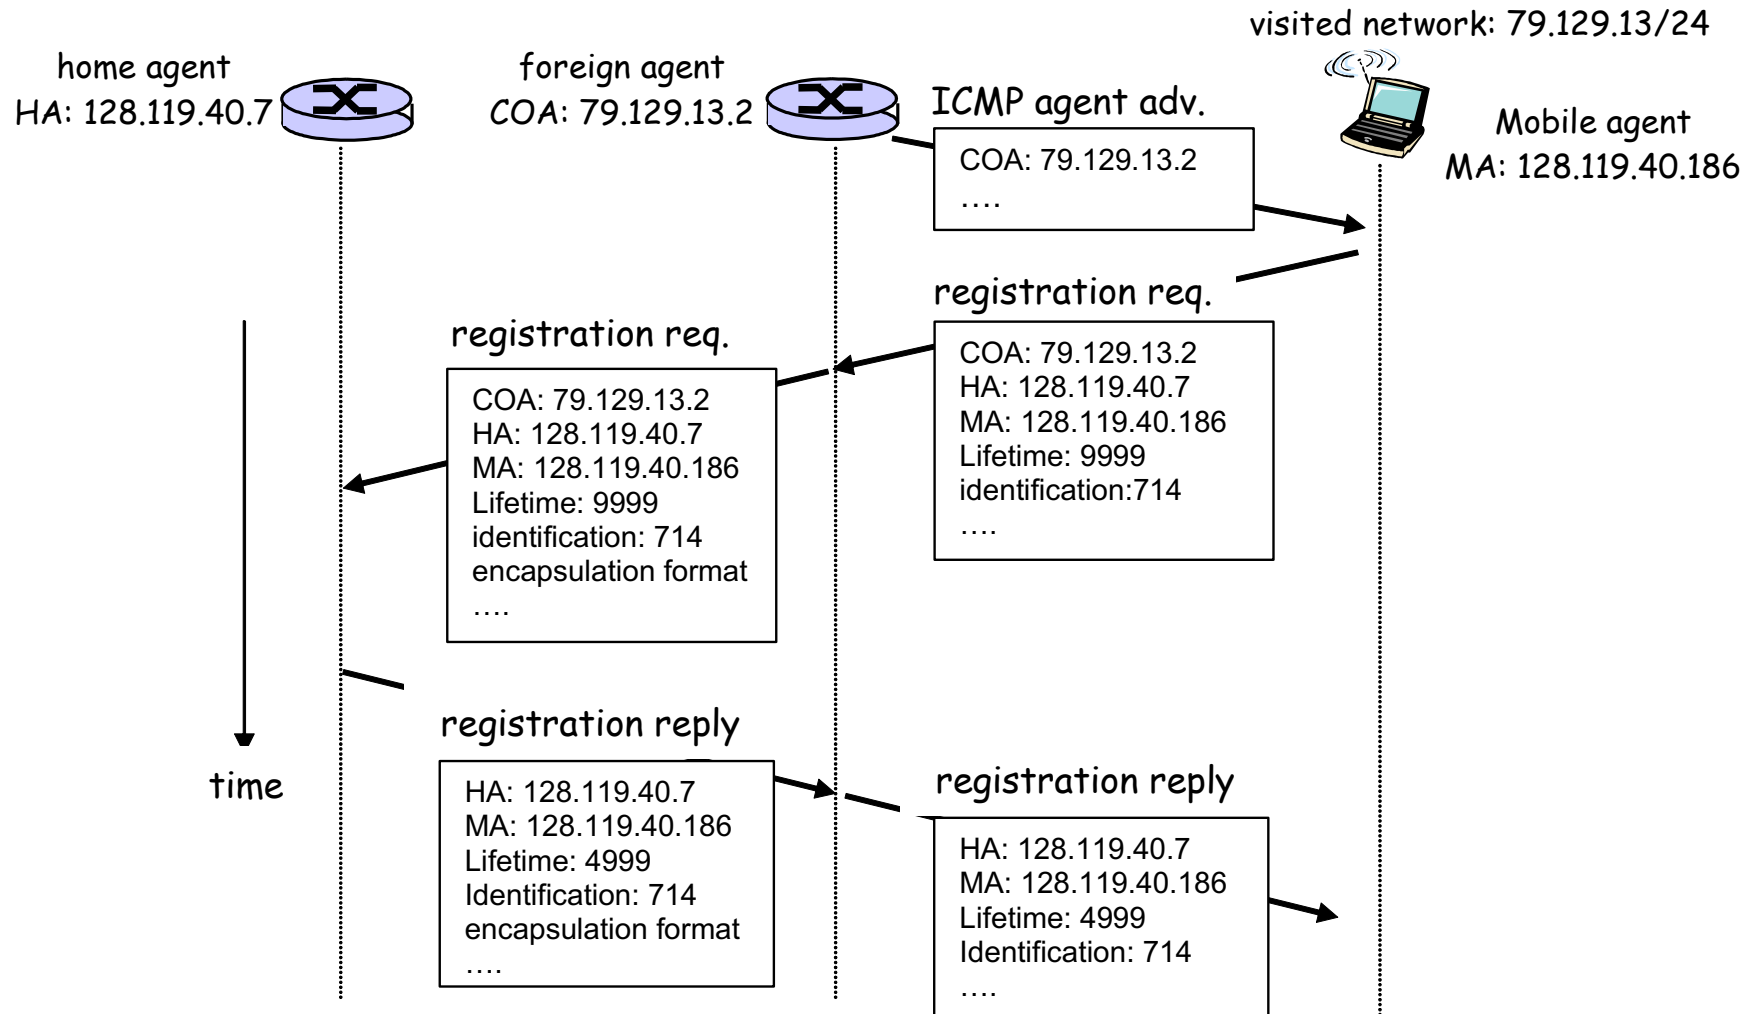 visited network: 79.129.13/24
home agent
HA: 128.119.40.7
foreign agent
COA: 79.129.13.2
ICMP agent adv.
COA: 79.129.13.2
….
Mobile agent
MA: 128.119.40.186
registration req.
COA: 79.129.13.2
HA: 128.119.40.7
MA: 128.119.40.186
Lifetime: 9999
identification:714
….
registration req.
COA: 79.129.13.2
HA: 128.119.40.7
MA: 128.119.40.186
Lifetime: 9999
identification: 714
encapsulation format
….
time
registration reply
HA: 128.119.40.7
MA: 128.119.40.186
Lifetime: 4999
Identification: 714
encapsulation format
….
registration reply
HA: 128.119.40.7
MA: 128.119.40.186
Lifetime: 4999
Identification: 714
….